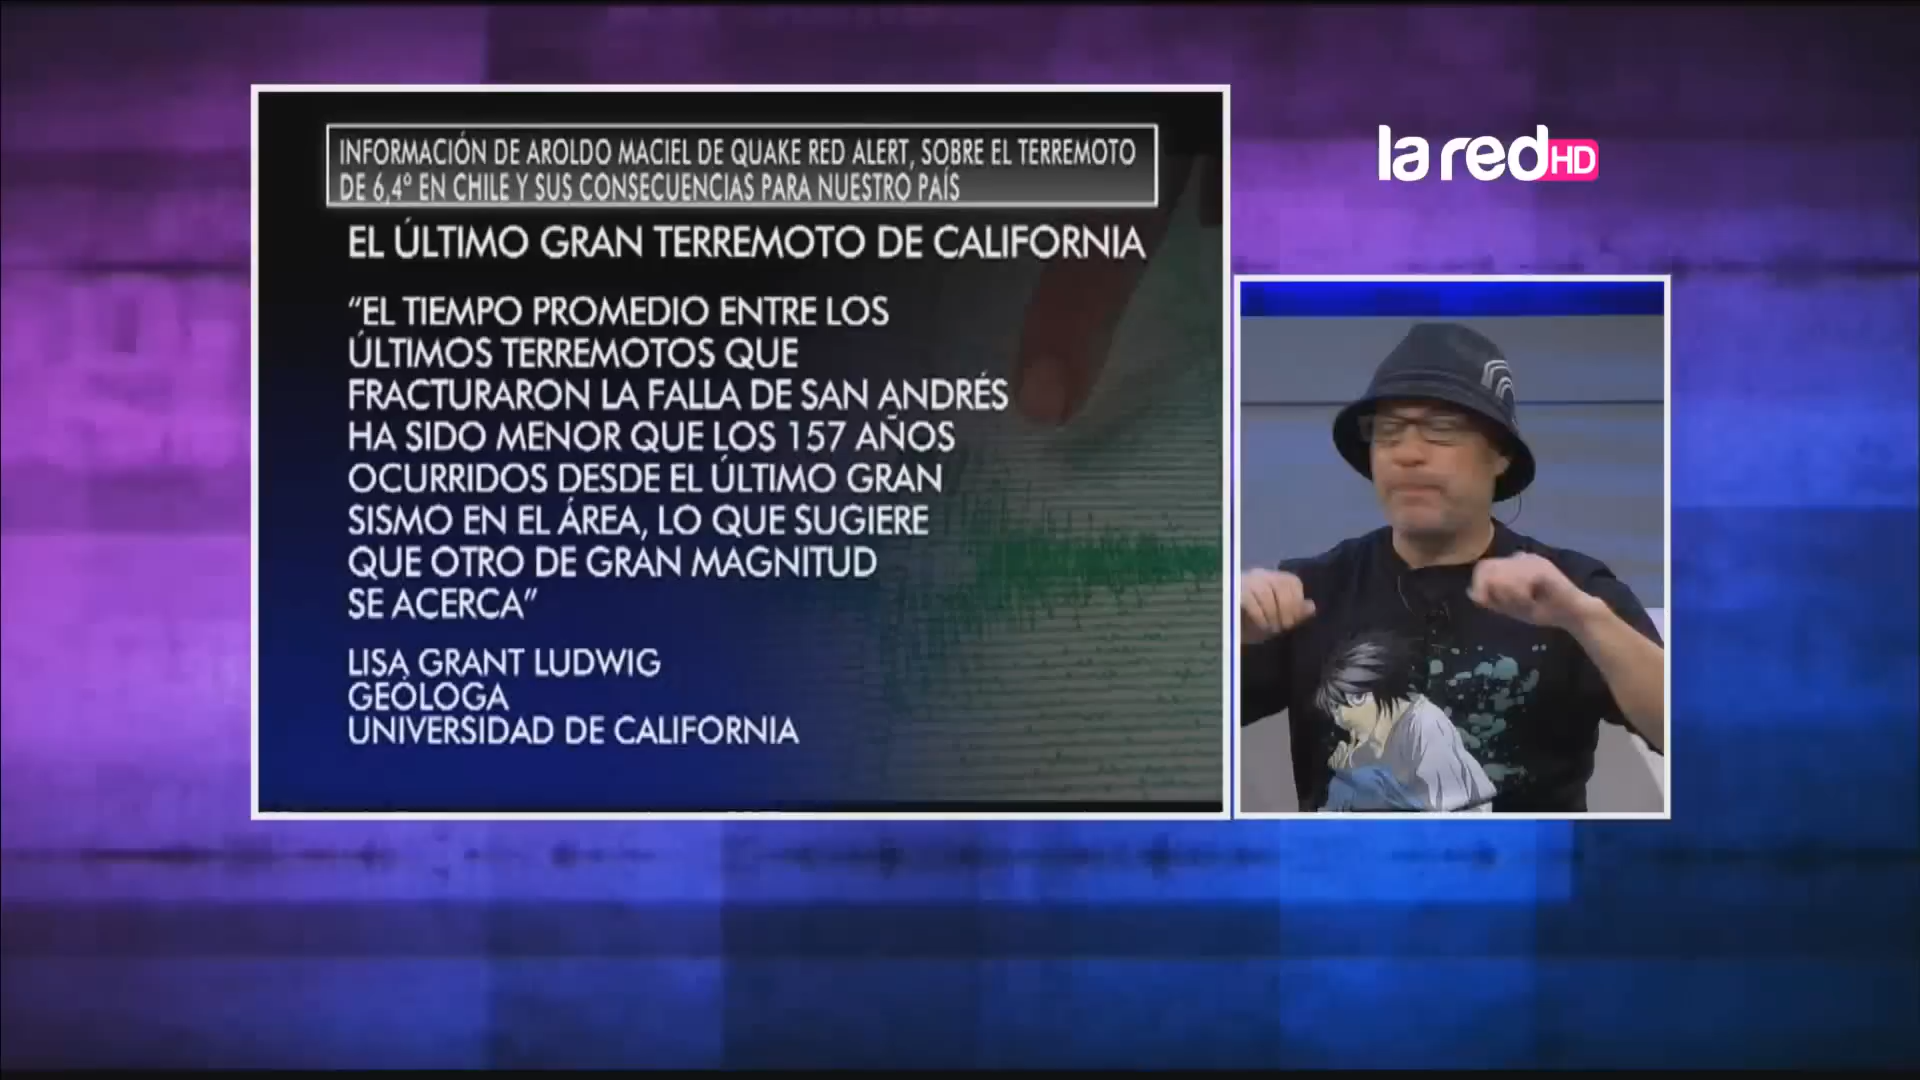 INFORMACIÓN DE AROLDO MACIEL DE QUAKE RED ALERT, SOBRE EL TERREMOTO
DE 6,4º EN CHILE Y SUS CONSECUENCIAS PARA NUESTRO PAÍS
EL ÚLTIMO GRAN TERREMOTO DE CALIFORNIA
“EL TIEMPO PROMEDIO ENTRE LOS
ÚLTIMOS TERREMOTOS QUE
FRACTURARON LA FALLA DE SAN ANDRÉS
HA SIDO MENOR QUE LOS 157 AÑOS
OCURRIDOS DESDE EL ÚLTIMO GRAN
SISMO EN EL ÁREA, LO QUE SUGIERE
QUE OTRO DE GRAN MAGNITUD
SE ACERCA”
LISA GRANT LUDWIG
GEÓLOGA
UNIVERSIDAD DE CALIFORNIA
la red HD